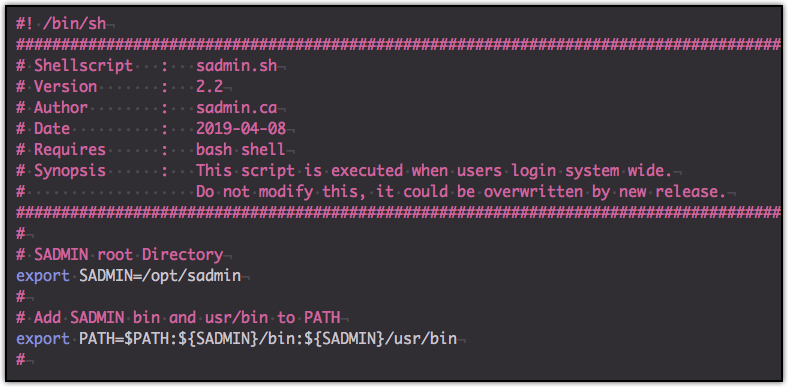 #! /bin/sh
####################################################################################
# Shellscript   :   sadmin.sh
# Version       :   2.2
# Author        :   sadmin.ca
# Date          :   2019-04-08
# Requires      :   bash shell
# Synopsis      :   This script is executed when users login system wide.
#                   Do not modify this, it could be overwritten by new release.
####################################################################################
#
# SADMIN root Directory
export SADMIN=/opt/sadmin
#
# Add SADMIN bin and usr/bin to PATH
export PATH=$PATH:${SADMIN}/bin:${SADMIN}/usr/bin
#